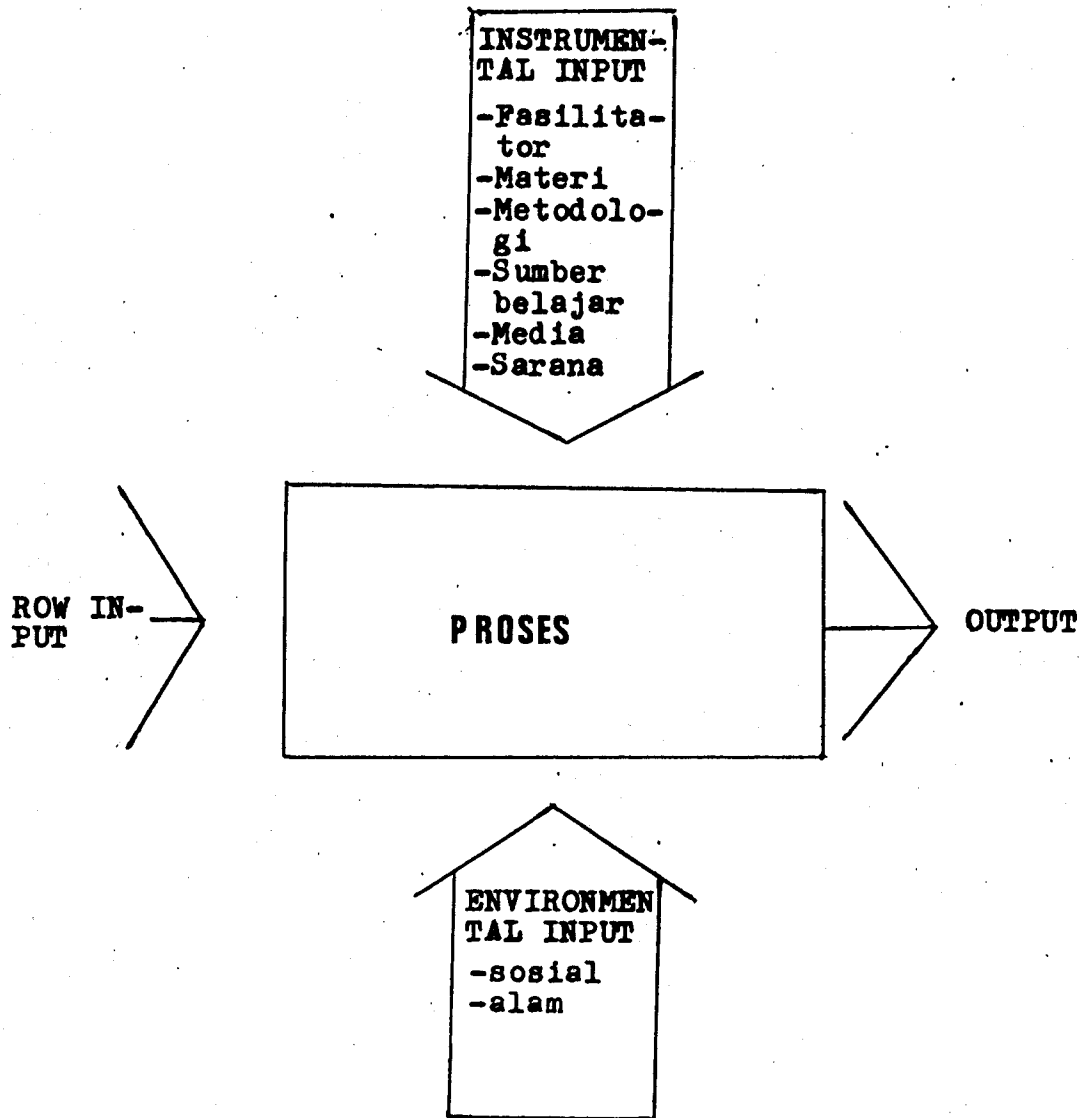 INSTRUMEN-
TAL INPUT
-Fasilita-
tor
-Materi
-Metodolo-
gi
-Sumber
belajar
-Media
-Sarana
ROW IN-
PUT
PROSES
OUTPUT
ENVIRONMEN
TAL INPUT
-sosial
-alam